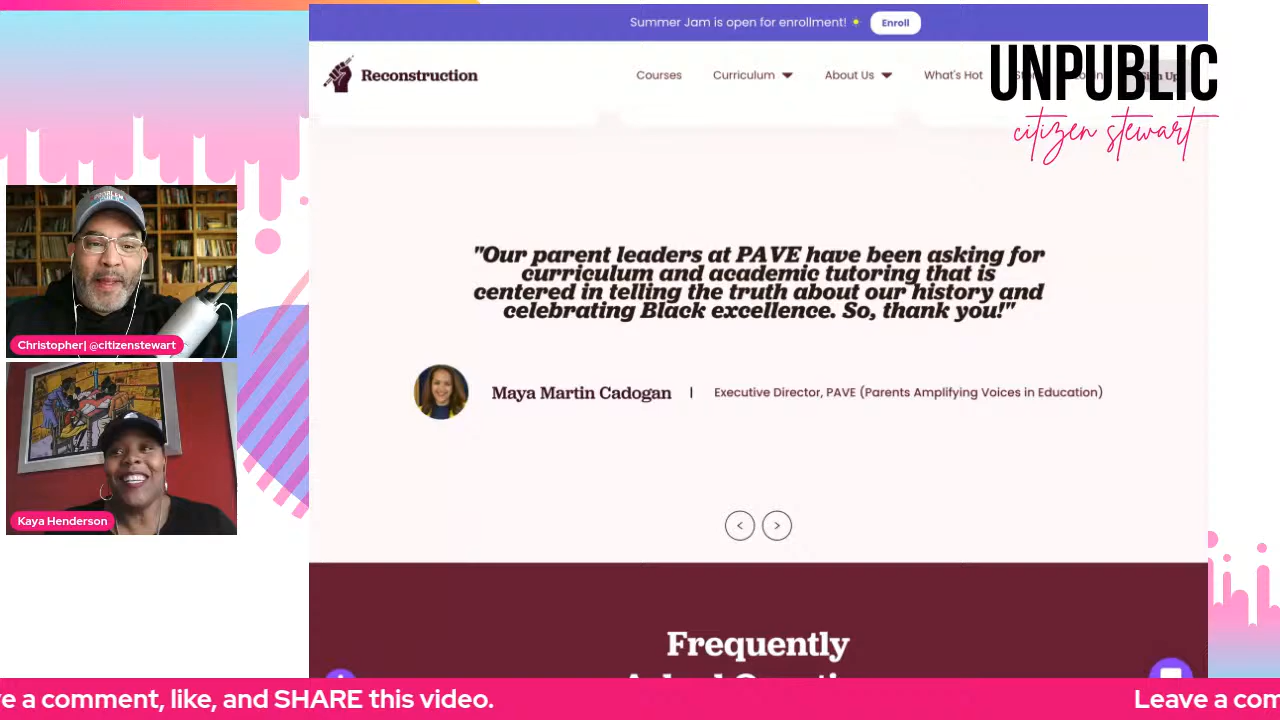 Summer Jam is open for enrollment!
Enroll
Reconstruction
Courses
Curriculum
About Us
What's Hot
Sign Up
UNPUBLIC
citizen stewart
"Our parent leaders at PAVE have been asking for
curriculum and academic tutoring that is
centered in telling the truth about our history and
celebrating Black excellence. So, thank you!"
Maya Martin Cadogan | Executive Director, PAVE (Parents Amplifying Voices in Education)
Christopher| @citizenstewart
Kaya Henderson
Frequently
e a comment, like, and SHARE this video.
Leave a com